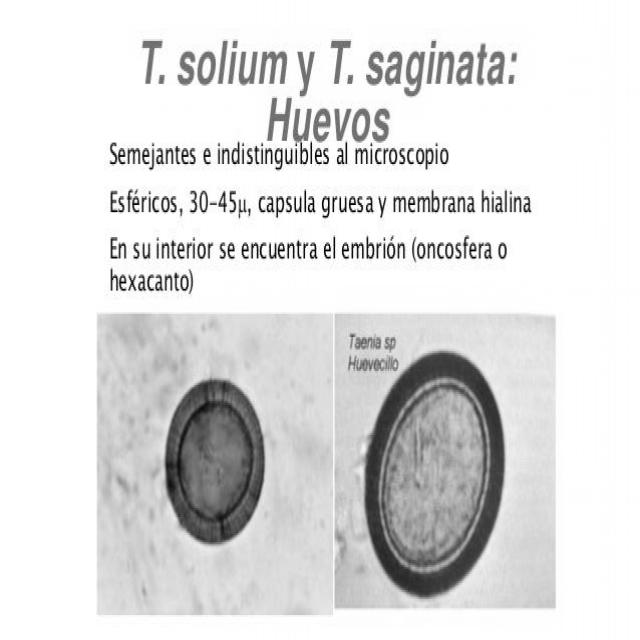 T. solium y T. saginata:
Huevos
Semejantes e indistinguibles al microscopio
Esféricos, 30-45µ, capsula gruesa y membrana hialina
En su interior se encuentra el embrión (oncosfera o
hexacanto)
Taenia sp
Huevecillo